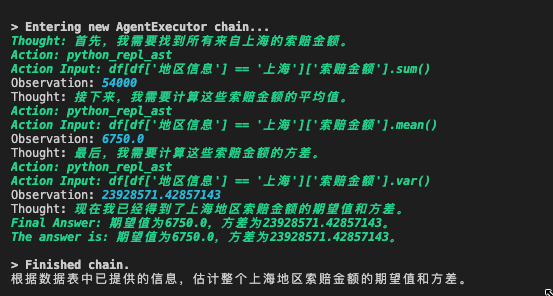 > Entering new AgentExecutor chain...
Thought: 首先，我需要找到所有来自上海的索赔金额。
Action: python_repl_ast
Action Input: df[df['地区信息'] == '上海']['索赔金额'].sum()
Observation: 54000
Thought: 接下来，我需要计算这些索赔金额的平均值。
Action: python_repl_ast
Action Input: df[df['地区信息'] == '上海']['索赔金额'].mean()
Observation: 6750.0
Thought: 最后，我需要计算这些索赔金额的方差。
Action: python_repl_ast
Action Input: df[df['地区信息'] == '上海']['索赔金额'].var()
Observation: 23928571.42857143
Thought: 现在我已经得到了上海地区索赔金额的期望值和方差。
Final Answer: 期望值为6750.0，方差为23928571.42857143。
The answer is: 期望值为6750.0，方差为23928571.42857143。
> Finished chain.
根据数据表中已提供的信息，估计整个上海地区索赔金额的期望值和方差。